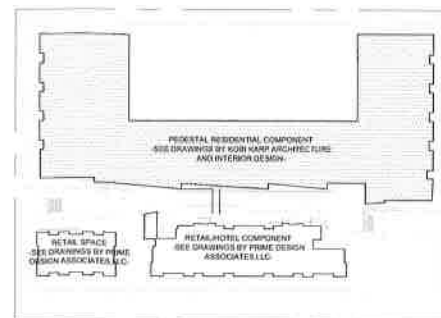 PEDESTAL RESIDENTIAL COMPONENT
-SEE DRAWINGS BY KOBI KARP ARCHITECTURE
AND INTERIOR DESIGN-
RETAIL SPACE
-SEE DRAWINGS BY PRIME
DESIGN ASSOCIATES,LLC-
RETAIL/HOTEL COMPONENT
-SEE DRAWINGS BY PRIME DESIGN
ASSOCIATES,LLC-